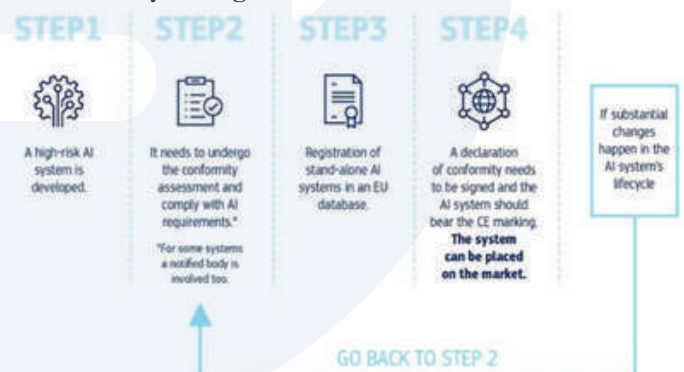 STEP1
A high-risk AI
system is
developed.
STEP2
It needs to undergo
the conformity
assessment and
comply with AI
requirements.*
*For some systems
a notified body is
involved too.
STEP3
Registration of
stand-alone AI
systems in an EU
database.
STEP4
A declaration
of conformity needs
to be signed and the
AI system should
bear the CE marking.
The system
can be placed
on the market.
If substantial
changes
happen in the
AI system's
lifecycle
GO BACK TO STEP 2